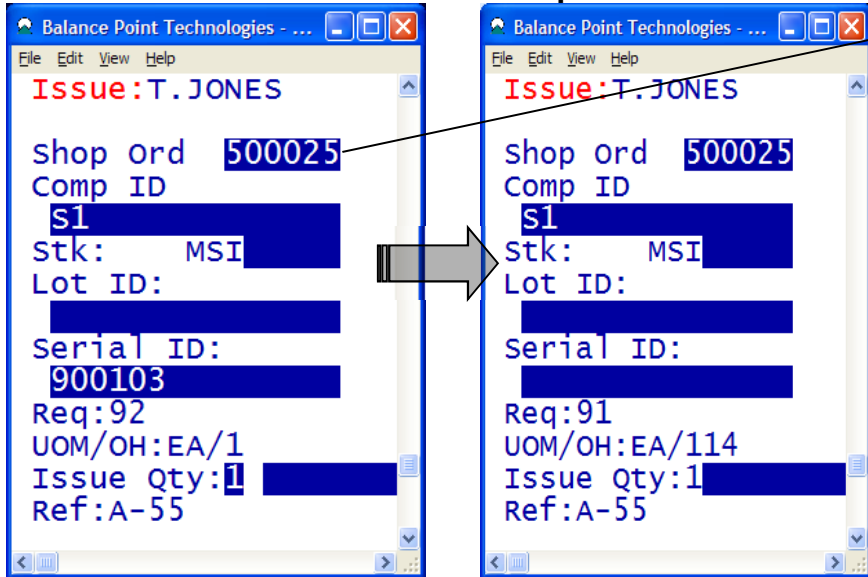 Balance Point Technologies - ...
File Edit View Help
Issue:T.JONES
Shop Ord 500025
Comp ID
S1
Stk: MSI
Lot ID:
Serial ID:
900103
Req:92
UOM/OH:EA/1
Issue Qty:1
Ref:A-55
Balance Point Technologies - ...
File Edit View Help
Issue:T.JONES
Shop Ord 500025
Comp ID
S1
Stk: MSI
Lot ID:
Serial ID:
Req:91
UOM/OH:EA/114
Issue Qty:1
Ref:A-55